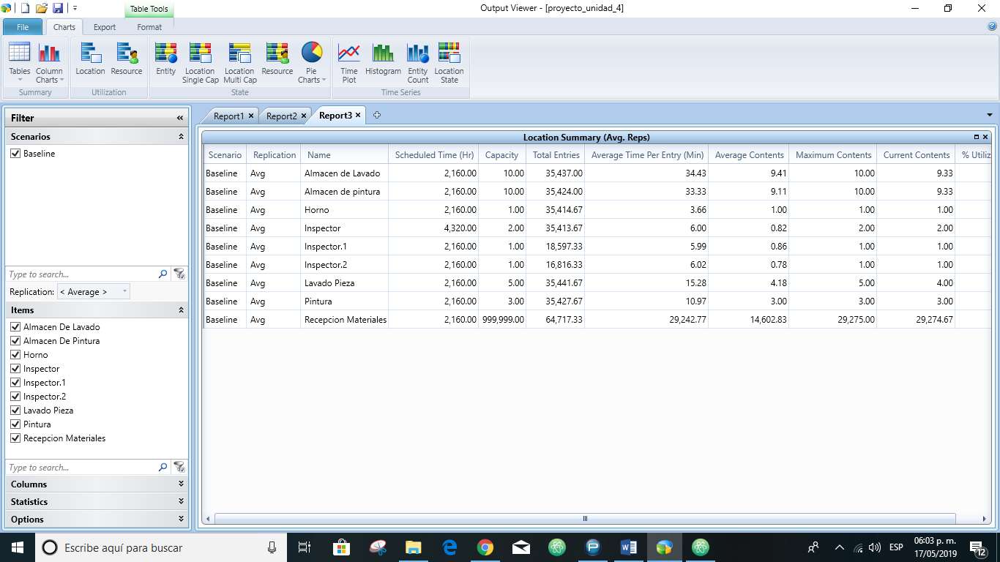 Table Tools
Output Viewer - [proyecto_unidad_4]
File Charts Export Format
Tables
Column Charts
Summary
Location
Resource
Utilization
Entity
Location Single Cap
Location Multi Cap
Resource
Pie Charts
State
Time Plot
Histogram
Entity Count
Location State
Time Series
Filter
Scenarios
Baseline
Type to search...
Replication: < Average >
Items
Almacen De Lavado
Almacen De Pintura
Horno
Inspector
Inspector.1
Inspector.2
Lavado Pieza
Pintura
Recepcion Materiales
Type to search...
Columns
Statistics
Options
Report1 Report2 Report3
Location Summary (Avg. Reps)
Scenario Replication Name Scheduled Time (Hr) Capacity Total Entries Average Time Per Entry (Min) Average Contents Maximum Contents Current Contents % Utiliz
Baseline Avg Almacen de Lavado 2,160.00 10.00 35,437.00 34.43 9.41 10.00 9.33
Baseline Avg Almacen de pintura 2,160.00 10.00 35,424.00 33.33 9.11 10.00 9.33
Baseline Avg Horno 2,160.00 1.00 35,414.67 3.66 1.00 1.00 1.00
Baseline Avg Inspector 4,320.00 2.00 35,413.67 6.00 0.82 2.00 2.00
Baseline Avg Inspector.1 2,160.00 1.00 18,597.33 5.99 0.86 1.00 1.00
Baseline Avg Inspector.2 2,160.00 1.00 16,816.33 6.02 0.78 1.00 1.00
Baseline Avg Lavado Pieza 2,160.00 5.00 35,441.67 15.28 4.18 5.00 4.00
Baseline Avg Pintura 2,160.00 3.00 35,427.67 10.97 3.00 3.00 3.00
Baseline Avg Recepcion Materiales 2,160.00 999,999.00 64,717.33 29,242.77 14,602.83 29,275.00 29,274.67
Escribe aquí para buscar
ESP
06:03 p. m.
17/05/2019
12